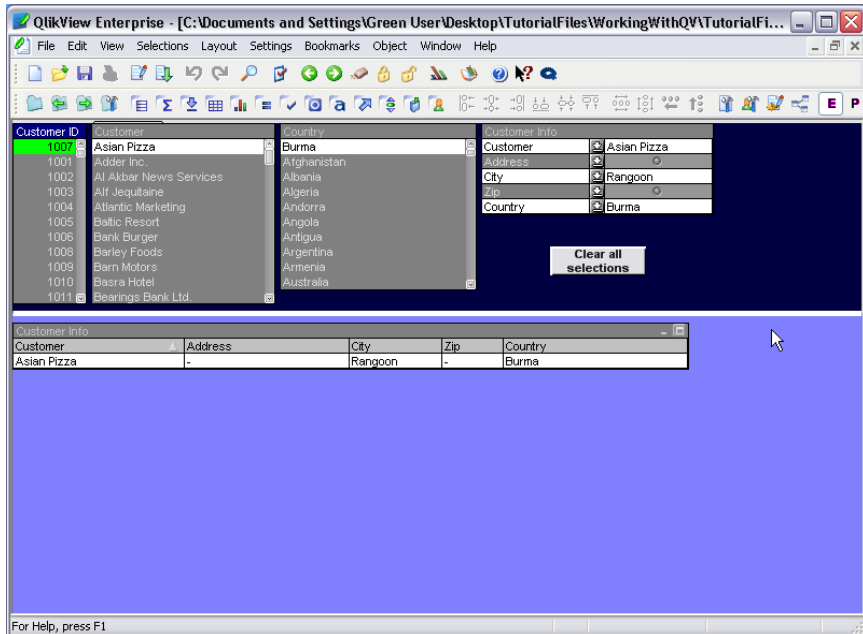 QlikView Enterprise - [C:\Documents and Settings\Green User\Desktop\TutorialFiles\WorkingWithQV\TutorialFi...
File Edit View Selections Layout Settings Bookmarks Object Window Help
E P
Customer ID Customer Country Customer Info
1007 Asian Pizza Burma Customer Asian Pizza
1001 Adder Inc. Afghanistan Address
1002 Al Akbar News Services Albania City Rangoon
1003 Alf Jequitaine Algeria Zip
1004 Atlantic Marketing Andorra Country Burma
1005 Baltic Resort Angola
1006 Bank Burger Antigua
1008 Barley Foods Argentina
1009 Barn Motors Armenia
1010 Basra Hotel Australia
1011 Bearings Bank Ltd.
Clear all
selections
Customer Info
Customer Address City Zip Country
Asian Pizza - Rangoon - Burma
For Help, press F1